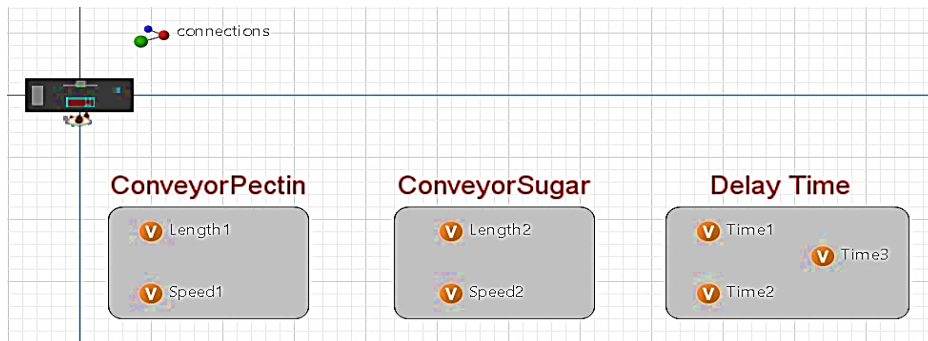 connections
ConveyorPectin
ConveyorSugar
Delay Time
V Length1
V Length2
V Time1
V Time3
V Speed1
V Speed2
V Time2